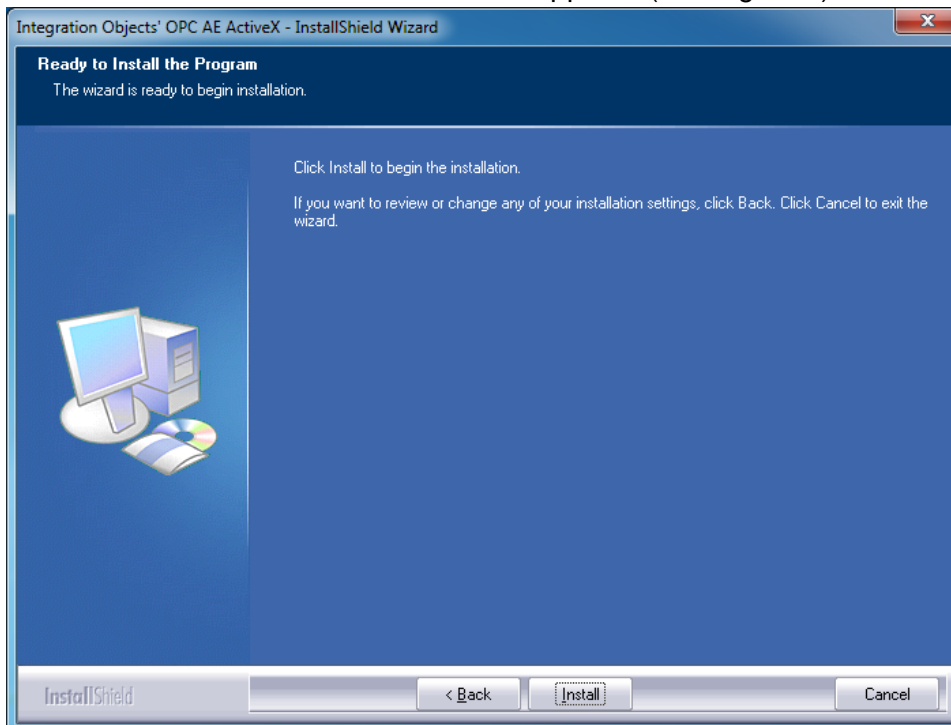 Integration Objects' OPC AE ActiveX - InstallShield Wizard
Ready to Install the Program
The wizard is ready to begin installation.
Click Install to begin the installation.
If you want to review or change any of your installation settings, click Back. Click Cancel to exit the
wizard.
InstallShield
< Back
Install
Cancel